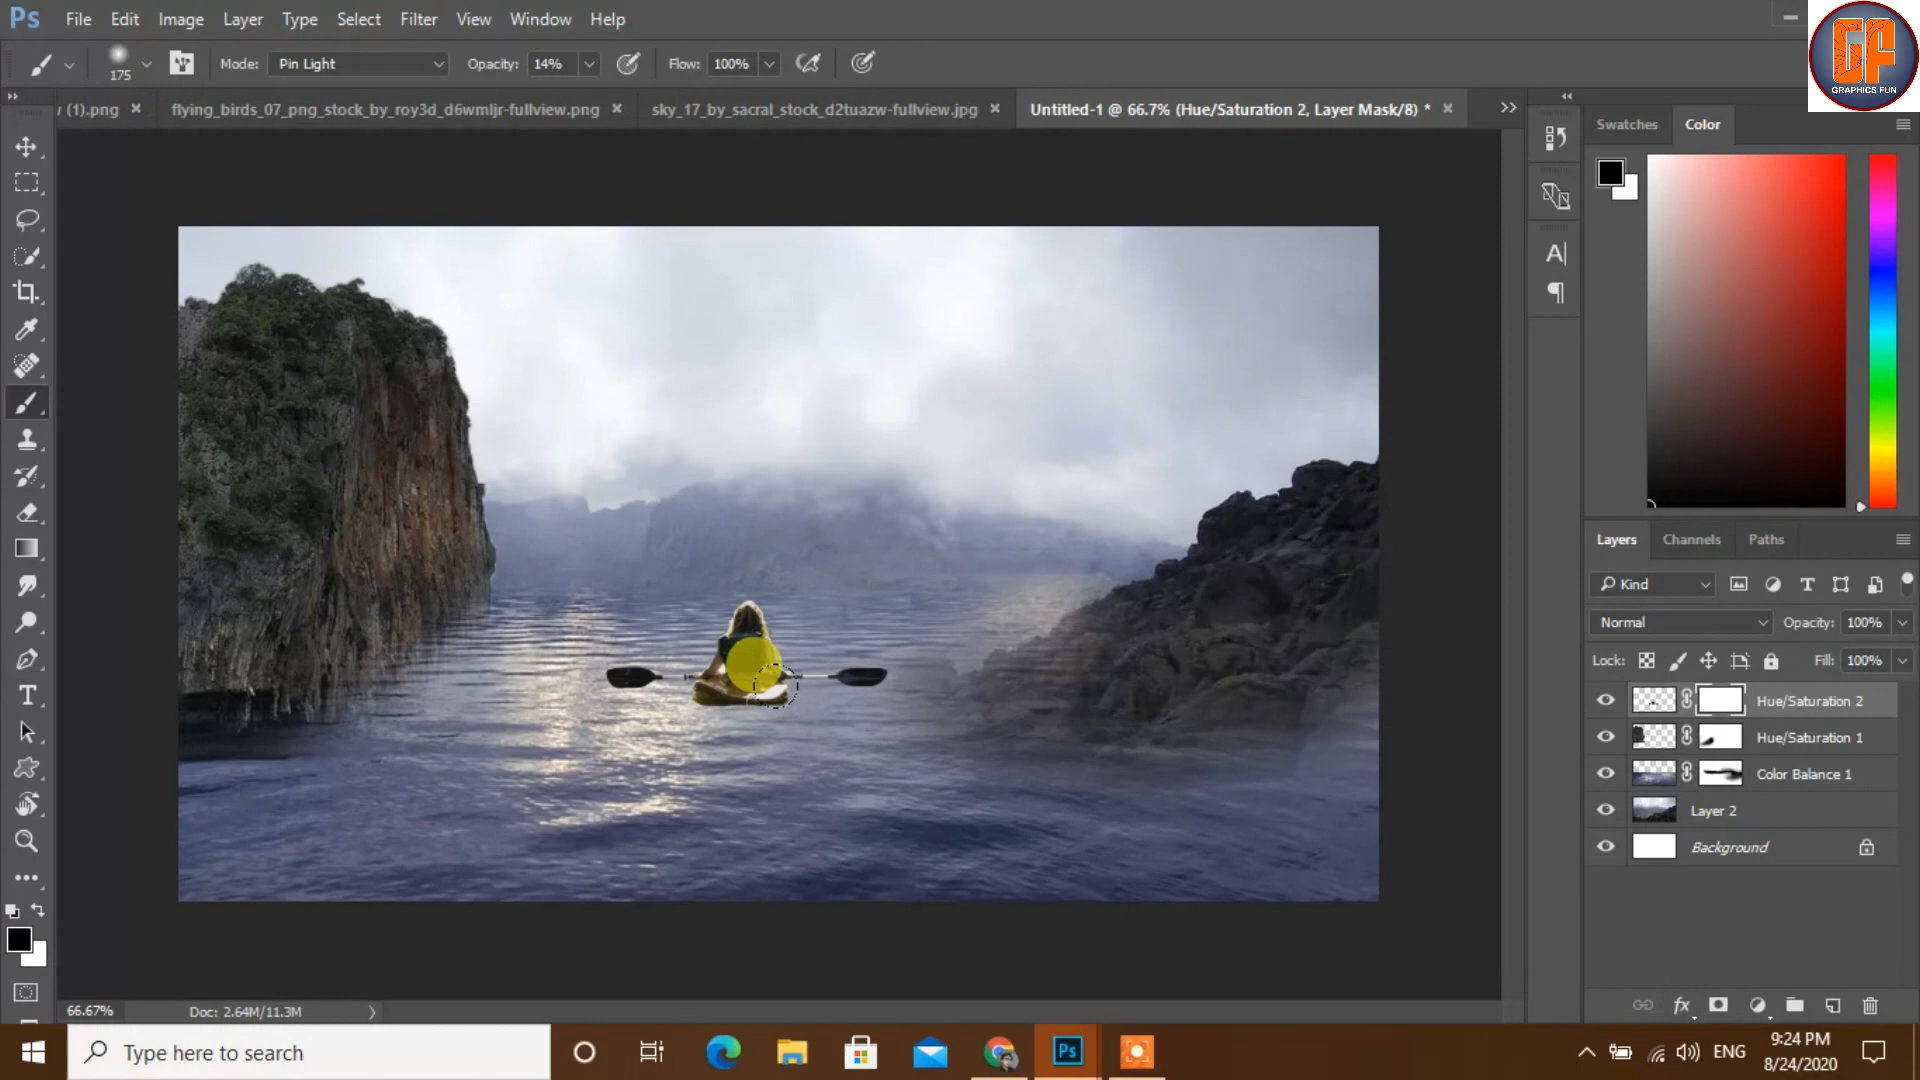 Ps File Edit Image Layer Type Select Filter View Window Help
GF
GRAPHICS FUN
175 Mode: Pin Light Opacity: 14% Flow: 100%
(1).png × flying_birds_07_png_stock_by_roy3d_d6wmljr-fullview.png × sky_17_by_sacral_stock_d2tuazw-fullview.jpg × Untitled-1 @ 66.7% (Hue/Saturation 2, Layer Mask/8) * ×
Swatches Color
Layers Channels Paths
Kind
Normal Opacity: 100%
Lock: Fill: 100%
Hue/Saturation 2
Hue/Saturation 1
Color Balance 1
Layer 2
Background
fx
66.67% Doc: 2.64M/11.3M
Type here to search
Ps
ENG
9:24 PM
8/24/2020